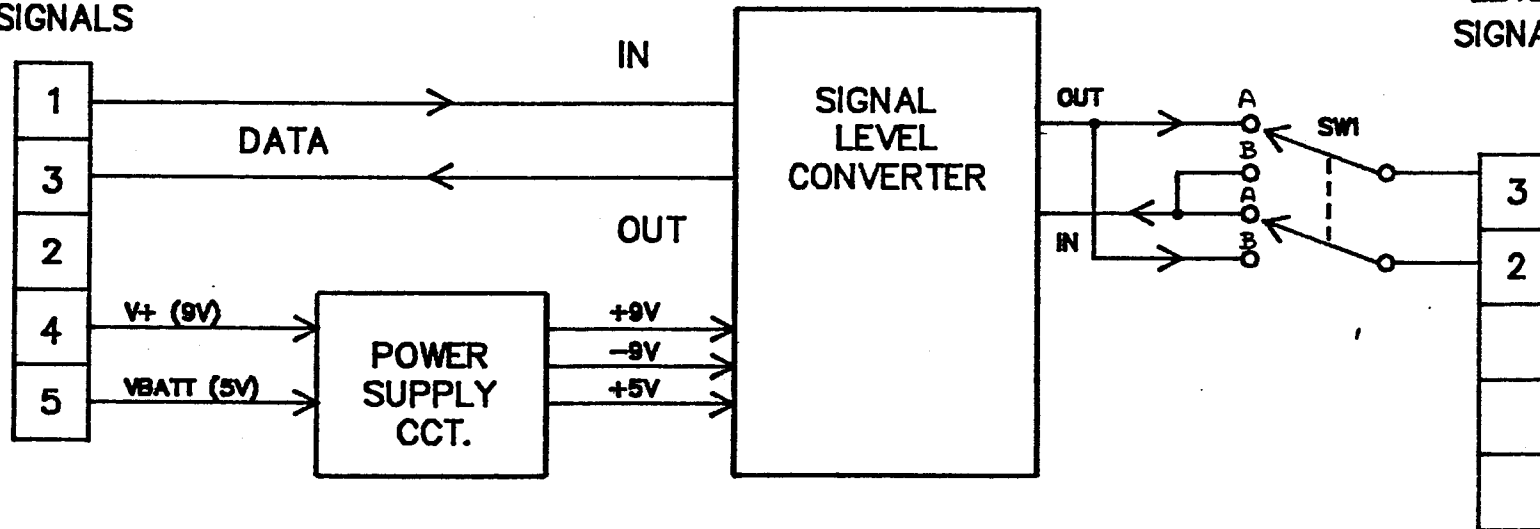 SIGNALS
1
3
2
4
5
IN
DATA
OUT
V+ (9V)
VBATT (5V)
POWER
SUPPLY
CCT.
+9V
-9V
+5V
SIGNAL
LEVEL
CONVERTER
OUT
IN
A
B
A
B
SW1
3
2